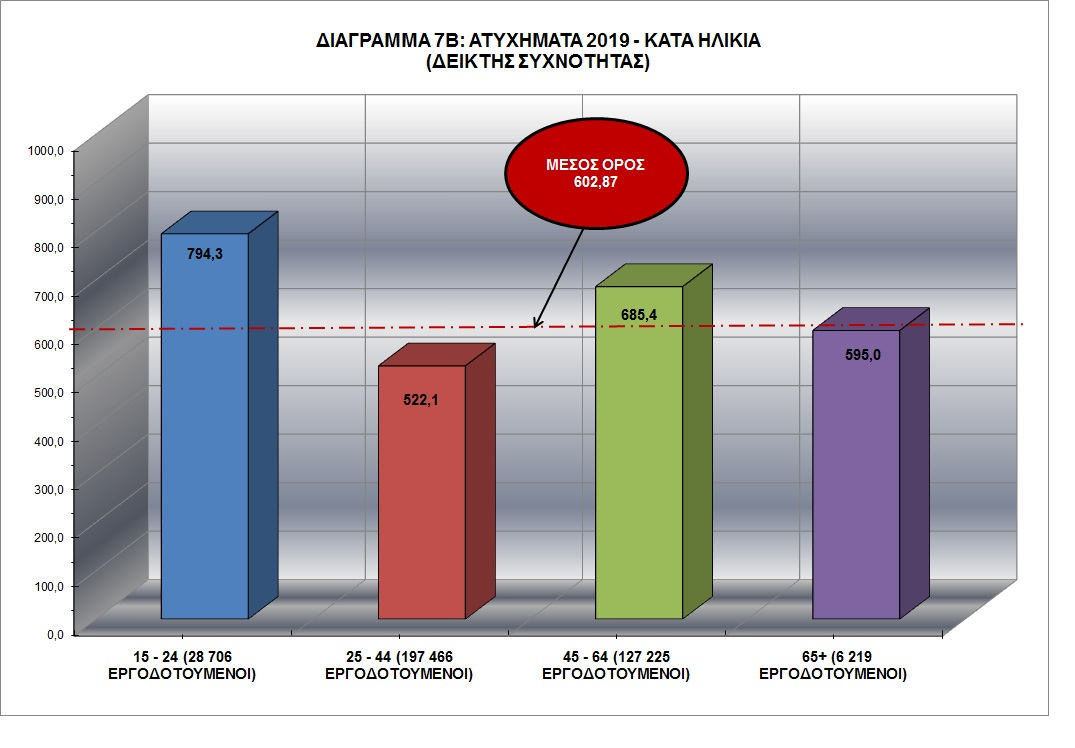 ΔΙΑΓΡΑΜΜΑ 7Β: ΑΤΥΧΗΜΑΤΑ 2019 - ΚΑΤΑ ΗΛΙΚΙΑ
(ΔΕΙΚΤΗΣ ΣΥΧΝΟΤΗΤΑΣ)
ΜΕΣΟΣ ΟΡΟΣ
602,87
1000,0
900,0
800,0
700,0
600,0
500,0
400,0
300,0
200,0
100,0
0,0
794,3
522,1
685,4
595,0
15 - 24 (28 706
ΕΡΓΟΔΟΤΟΥΜΕΝΟΙ)
25 - 44 (197 466
ΕΡΓΟΔΟΤΟΥΜΕΝΟΙ)
45 - 64 (127 225
ΕΡΓΟΔΟΤΟΥΜΕΝΟΙ)
65+ (6 219
ΕΡΓΟΔΟΤΟΥΜΕΝΟΙ)